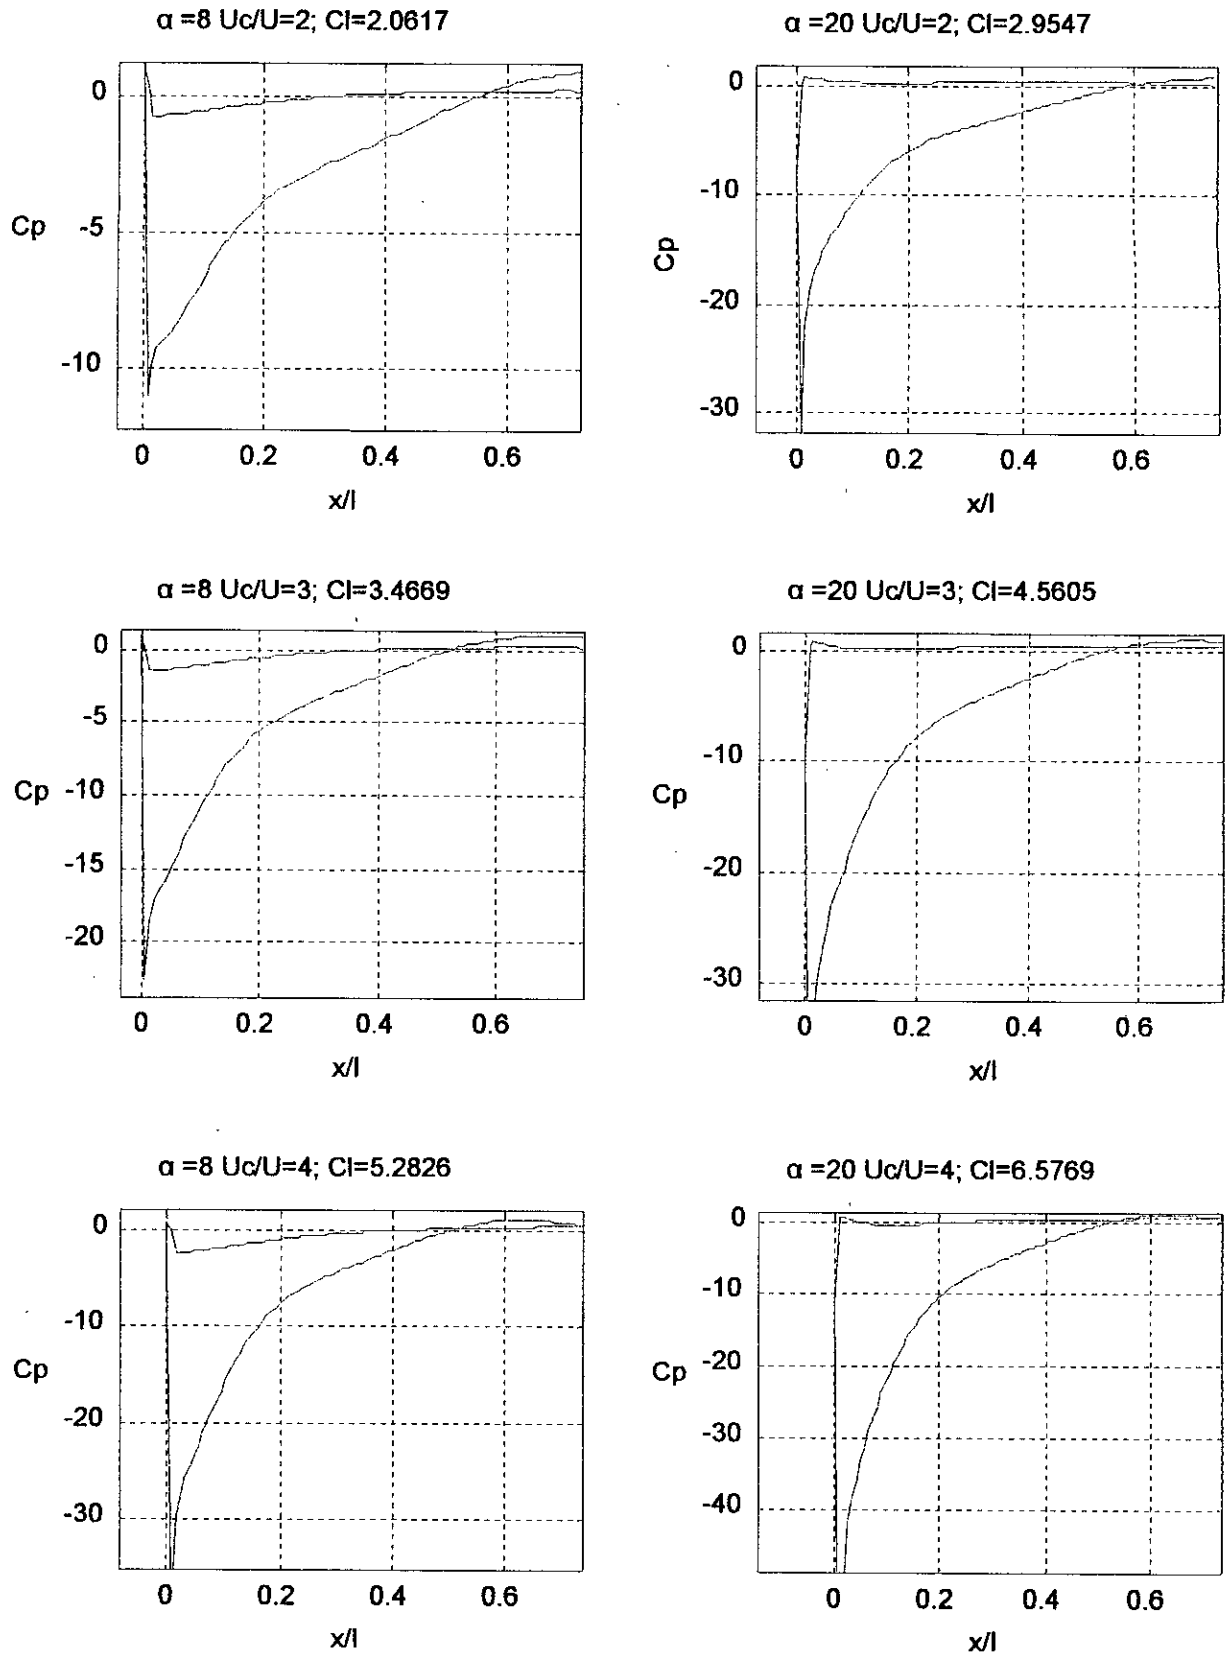 α =8 Uc/U=2; Cl=2.0617
0
Cp
-5
-10
0 0.2 0.4 0.6
x/l
α =20 Uc/U=2; Cl=2.9547
0
-10
Cp
-20
-30
0 0.2 0.4 0.6
x/l
α =8 Uc/U=3; Cl=3.4669
0
-5
Cp -10
-15
-20
0 0.2 0.4 0.6
x/l
α =20 Uc/U=3; Cl=4.5605
0
-10
Cp
-20
-30
0 0.2 0.4 0.6
x/l
α =8 Uc/U=4; Cl=5.2826
0
-10
Cp
-20
-30
0 0.2 0.4 0.6
x/l
α =20 Uc/U=4; Cl=6.5769
0
-10
Cp -20
-30
-40
0 0.2 0.4 0.6
x/l